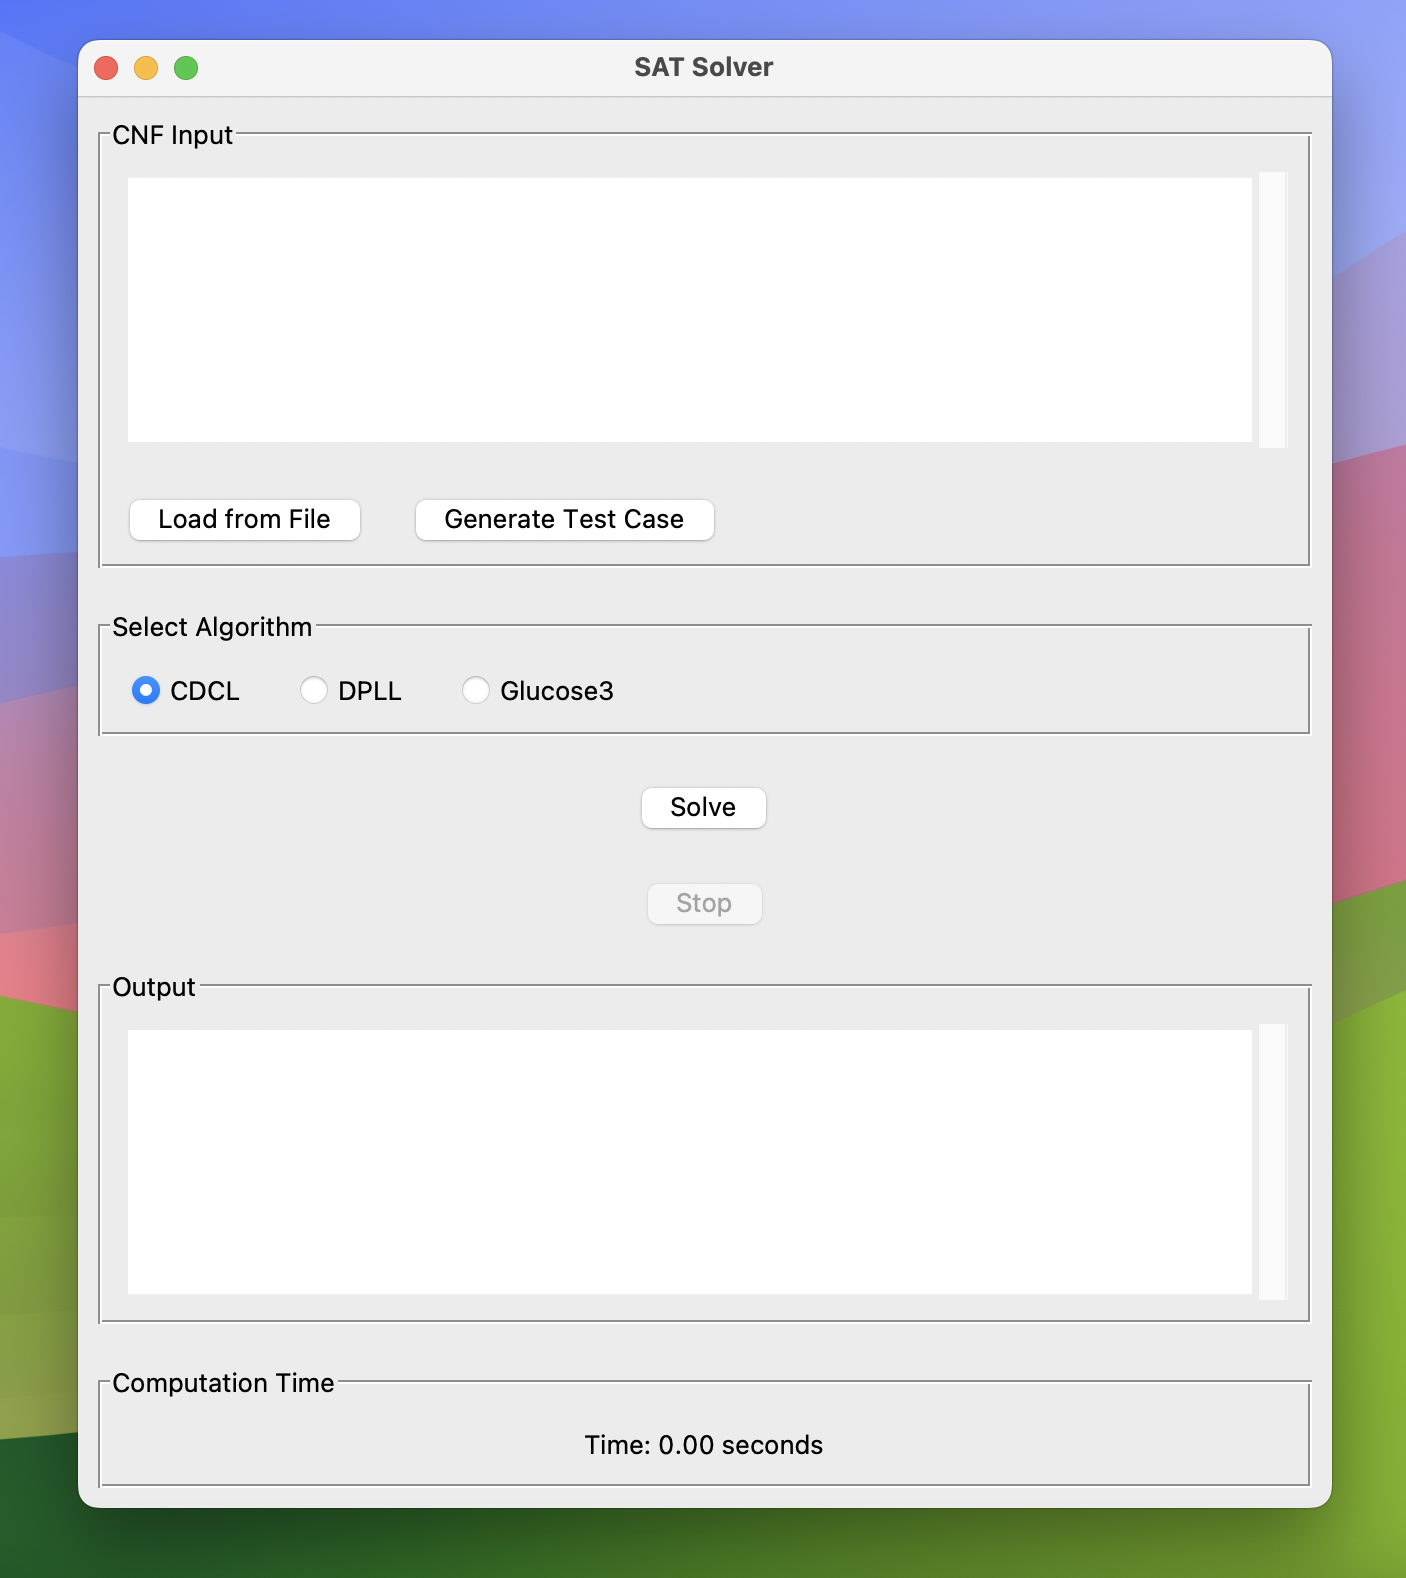 SAT Solver
CNF Input
Load from File Generate Test Case
Select Algorithm
CDCL DPLL Glucose3
Solve
Stop
Output
Computation Time
Time: 0.00 seconds